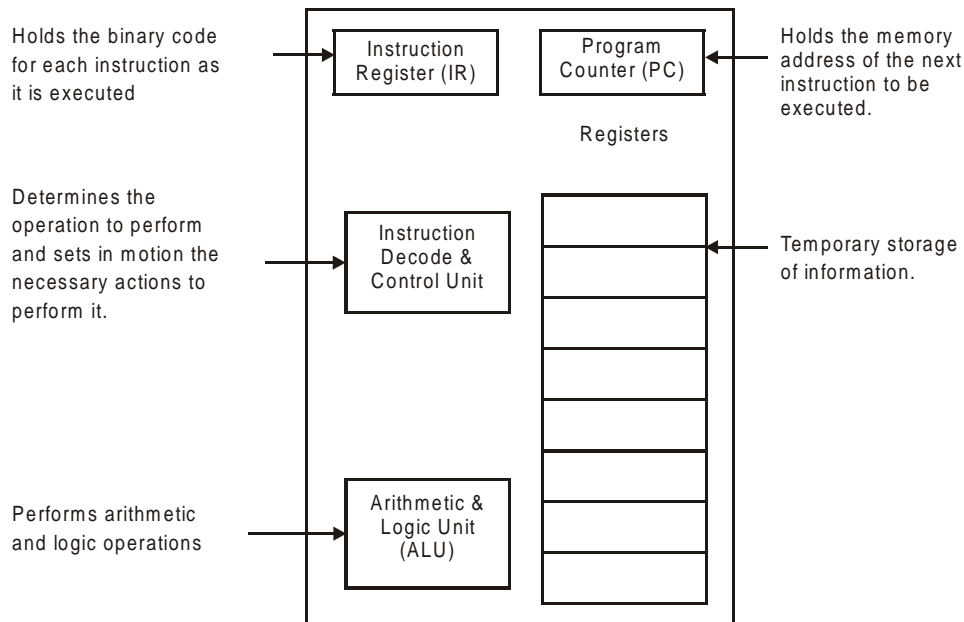 Holds the binary code
for each instruction as
it is executed
Instruction
Register (IR)
Program
Counter (PC)
Holds the memory
address of the next
instruction to be
executed.
Registers
Determines the
operation to perform
and sets in motion the
necessary actions to
perform it.
Instruction
Decode &
Control Unit
Temporary storage
of information.
Performs arithmetic
and logic operations
Arithmetic &
Logic Unit
(ALU)